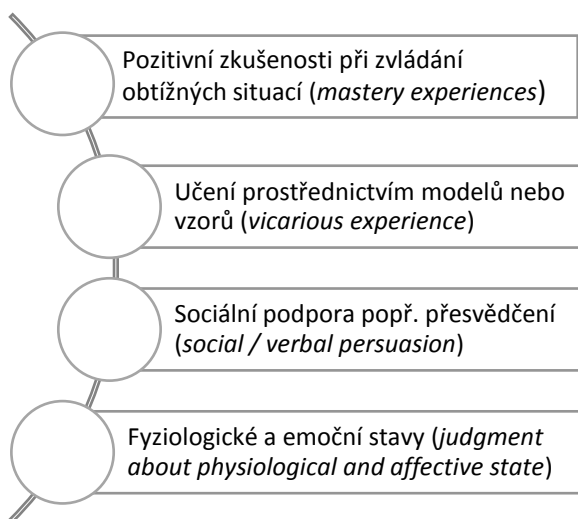 Pozitivní zkušenosti při zvládání
obtížných situací (mastery experiences)
Učení prostřednictvím modelů nebo
vzorů (vicarious experience)
Sociální podpora popř. přesvědčení
(social / verbal persuasion)
Fyziologické a emoční stavy (judgment
about physiological and affective state)